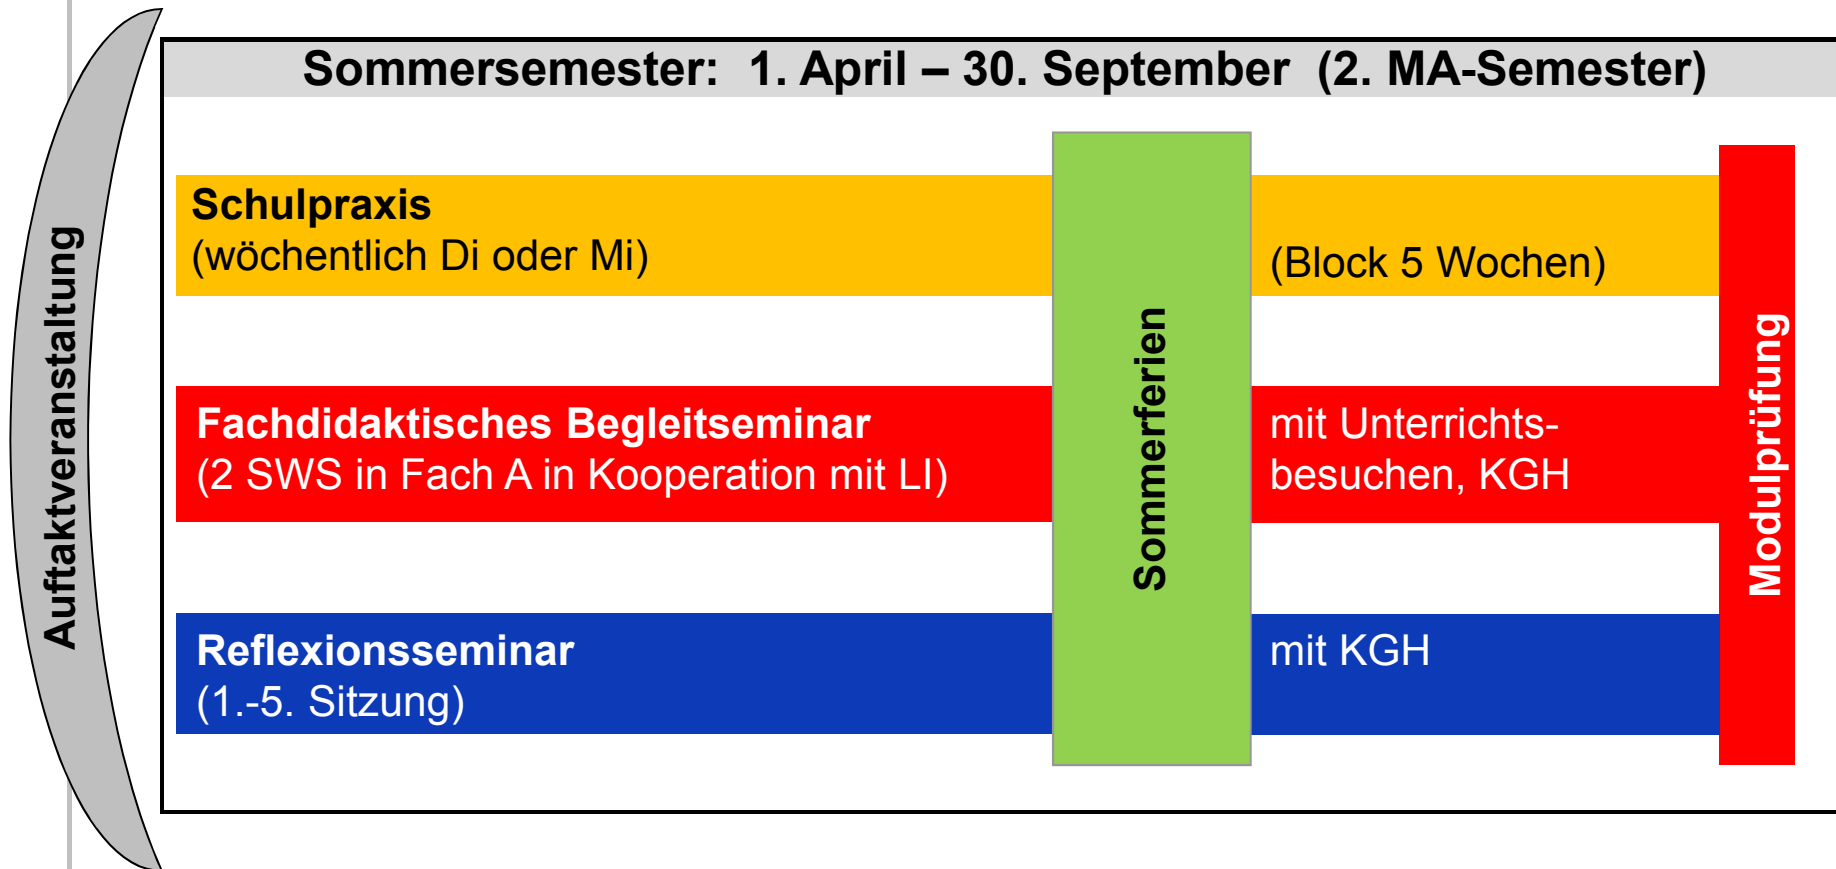 Sommersemester: 1. April – 30. September (2. MA-Semester)
Auftaktveranstaltung
Schulpraxis
(wöchentlich Di oder Mi)
(Block 5 Wochen)
Fachdidaktisches Begleitseminar
(2 SWS in Fach A in Kooperation mit LI)
mit Unterrichts-
besuchen, KGH
Reflexionsseminar
(1.-5. Sitzung)
mit KGH
Sommerferien
Modulprüfung